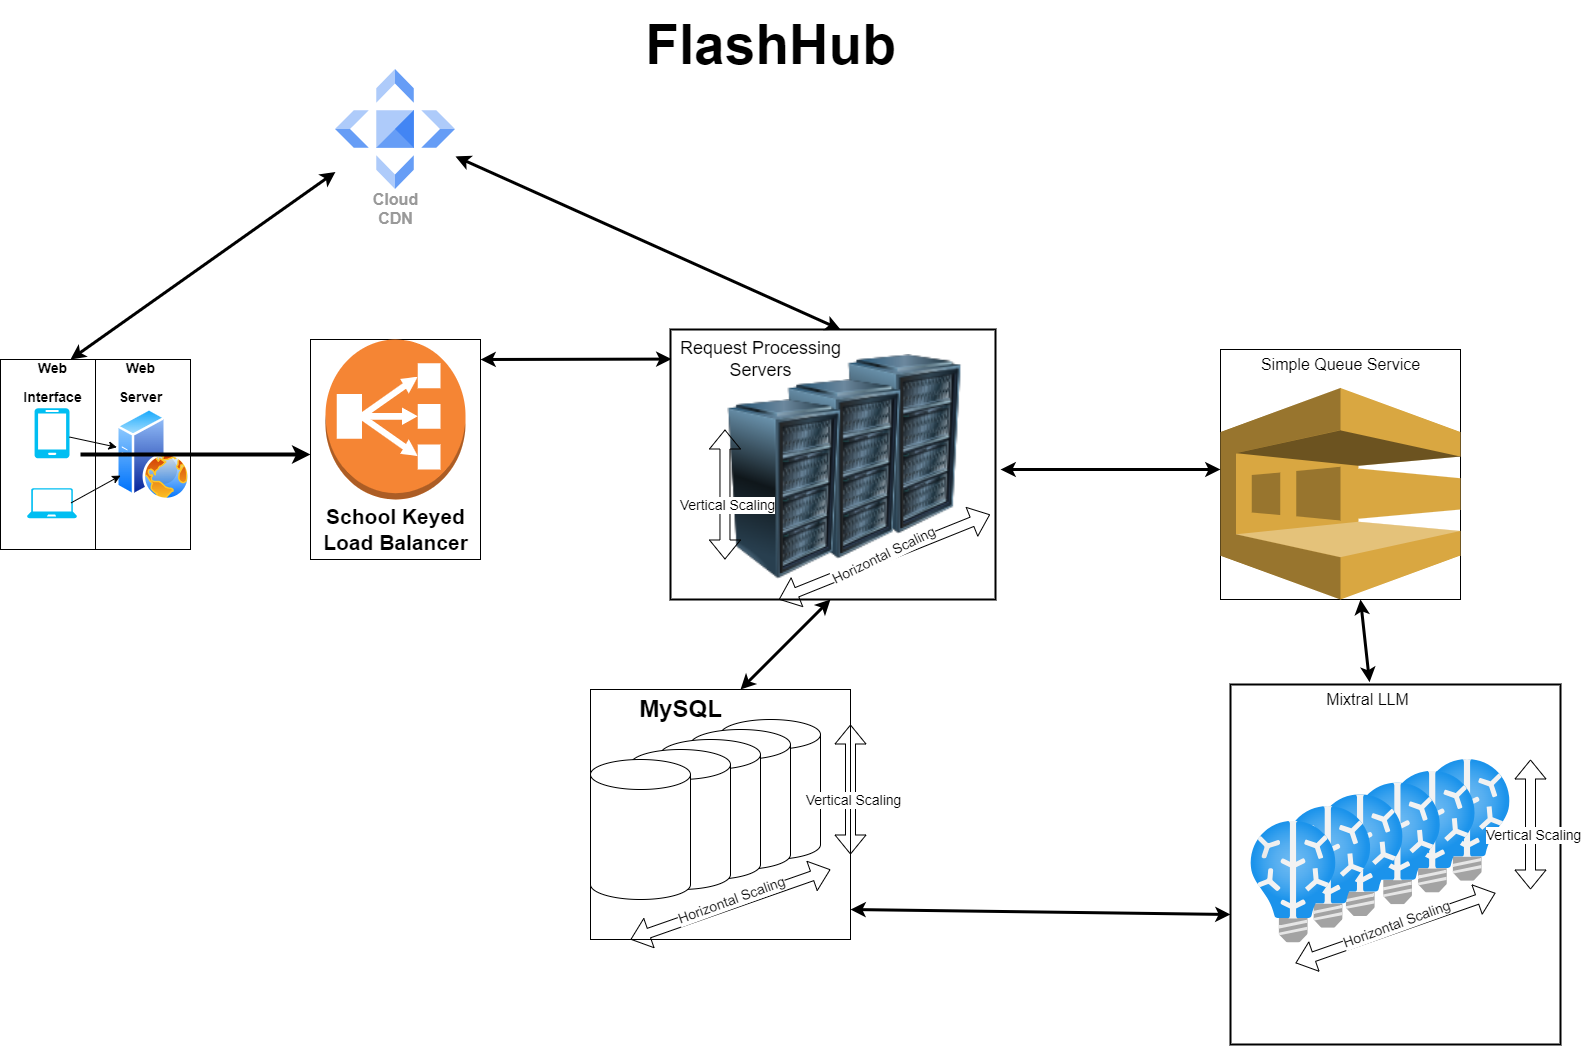 FlashHub
Cloud
CDN
Web
Interface
Web
Server
School Keyed
Load Balancer
Request Processing
Servers
Vertical Scaling
Horizontal Scaling
Simple Queue Service
MySQL
Vertical Scaling
Horizontal Scaling
Mixtral LLM
Vertical Scaling
Horizontal Scaling